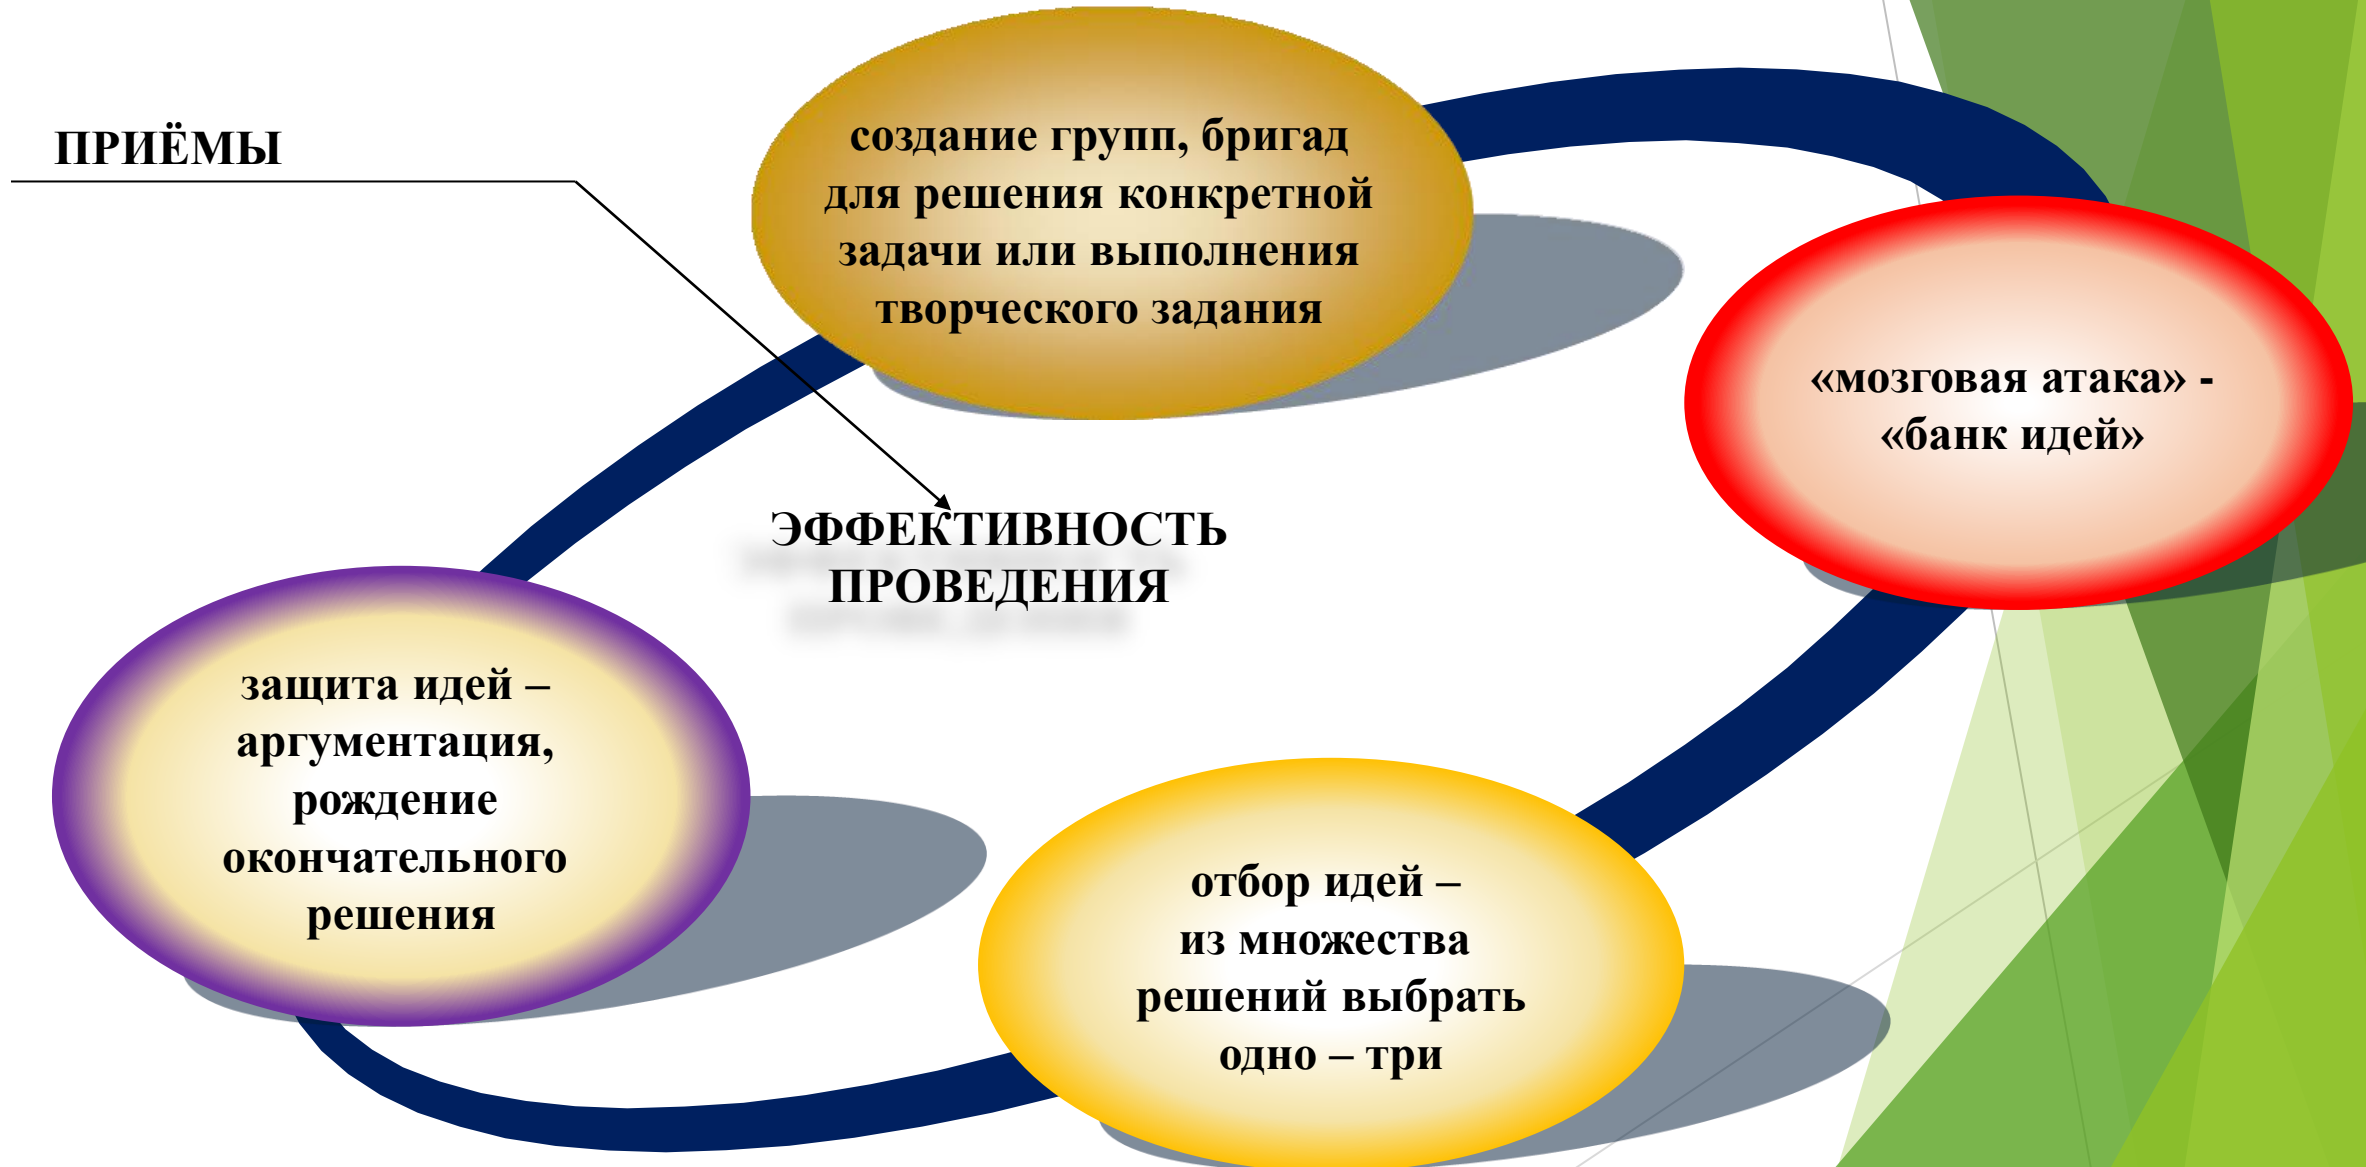 ПРИЁМЫ
создание групп, бригад
для решения конкретной
задачи или выполнения
творческого задания
«мозговая атака» -
«банк идей»
ЭФФЕКТИВНОСТЬ
ПРОВЕДЕНИЯ
защита идей –
аргументация,
рождение
окончательного
решения
отбор идей –
из множества
решений выбрать
одно – три